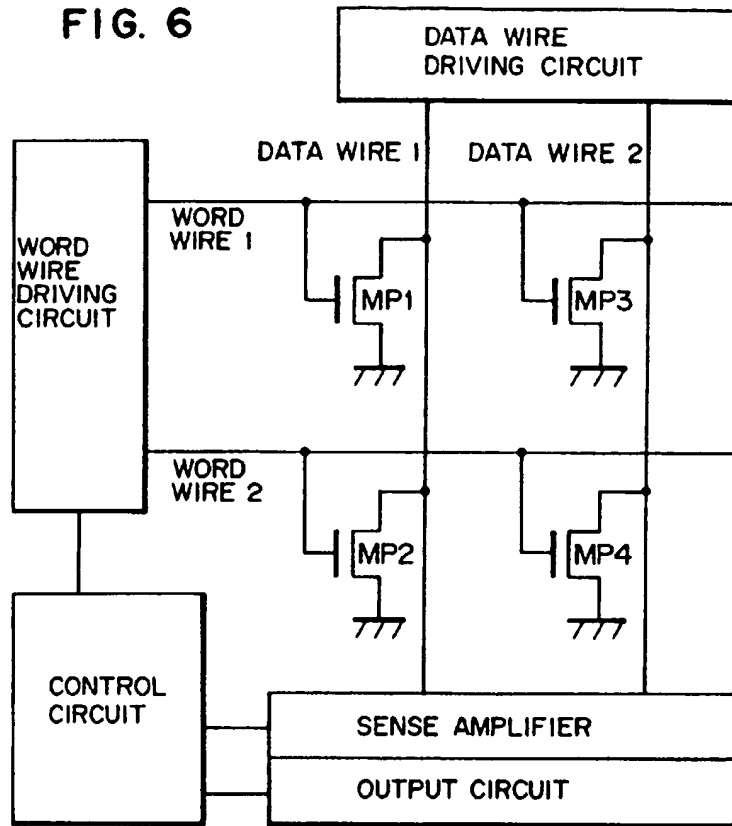 FIG. 6
DATA WIRE
DRIVING CIRCUIT
DATA WIRE 1
DATA WIRE 2
WORD
WIRE 1
WORD
WIRE
DRIVING
CIRCUIT
MP1
MP3
WORD
WIRE 2
MP2
MP4
CONTROL
CIRCUIT
SENSE AMPLIFIER
OUTPUT CIRCUIT